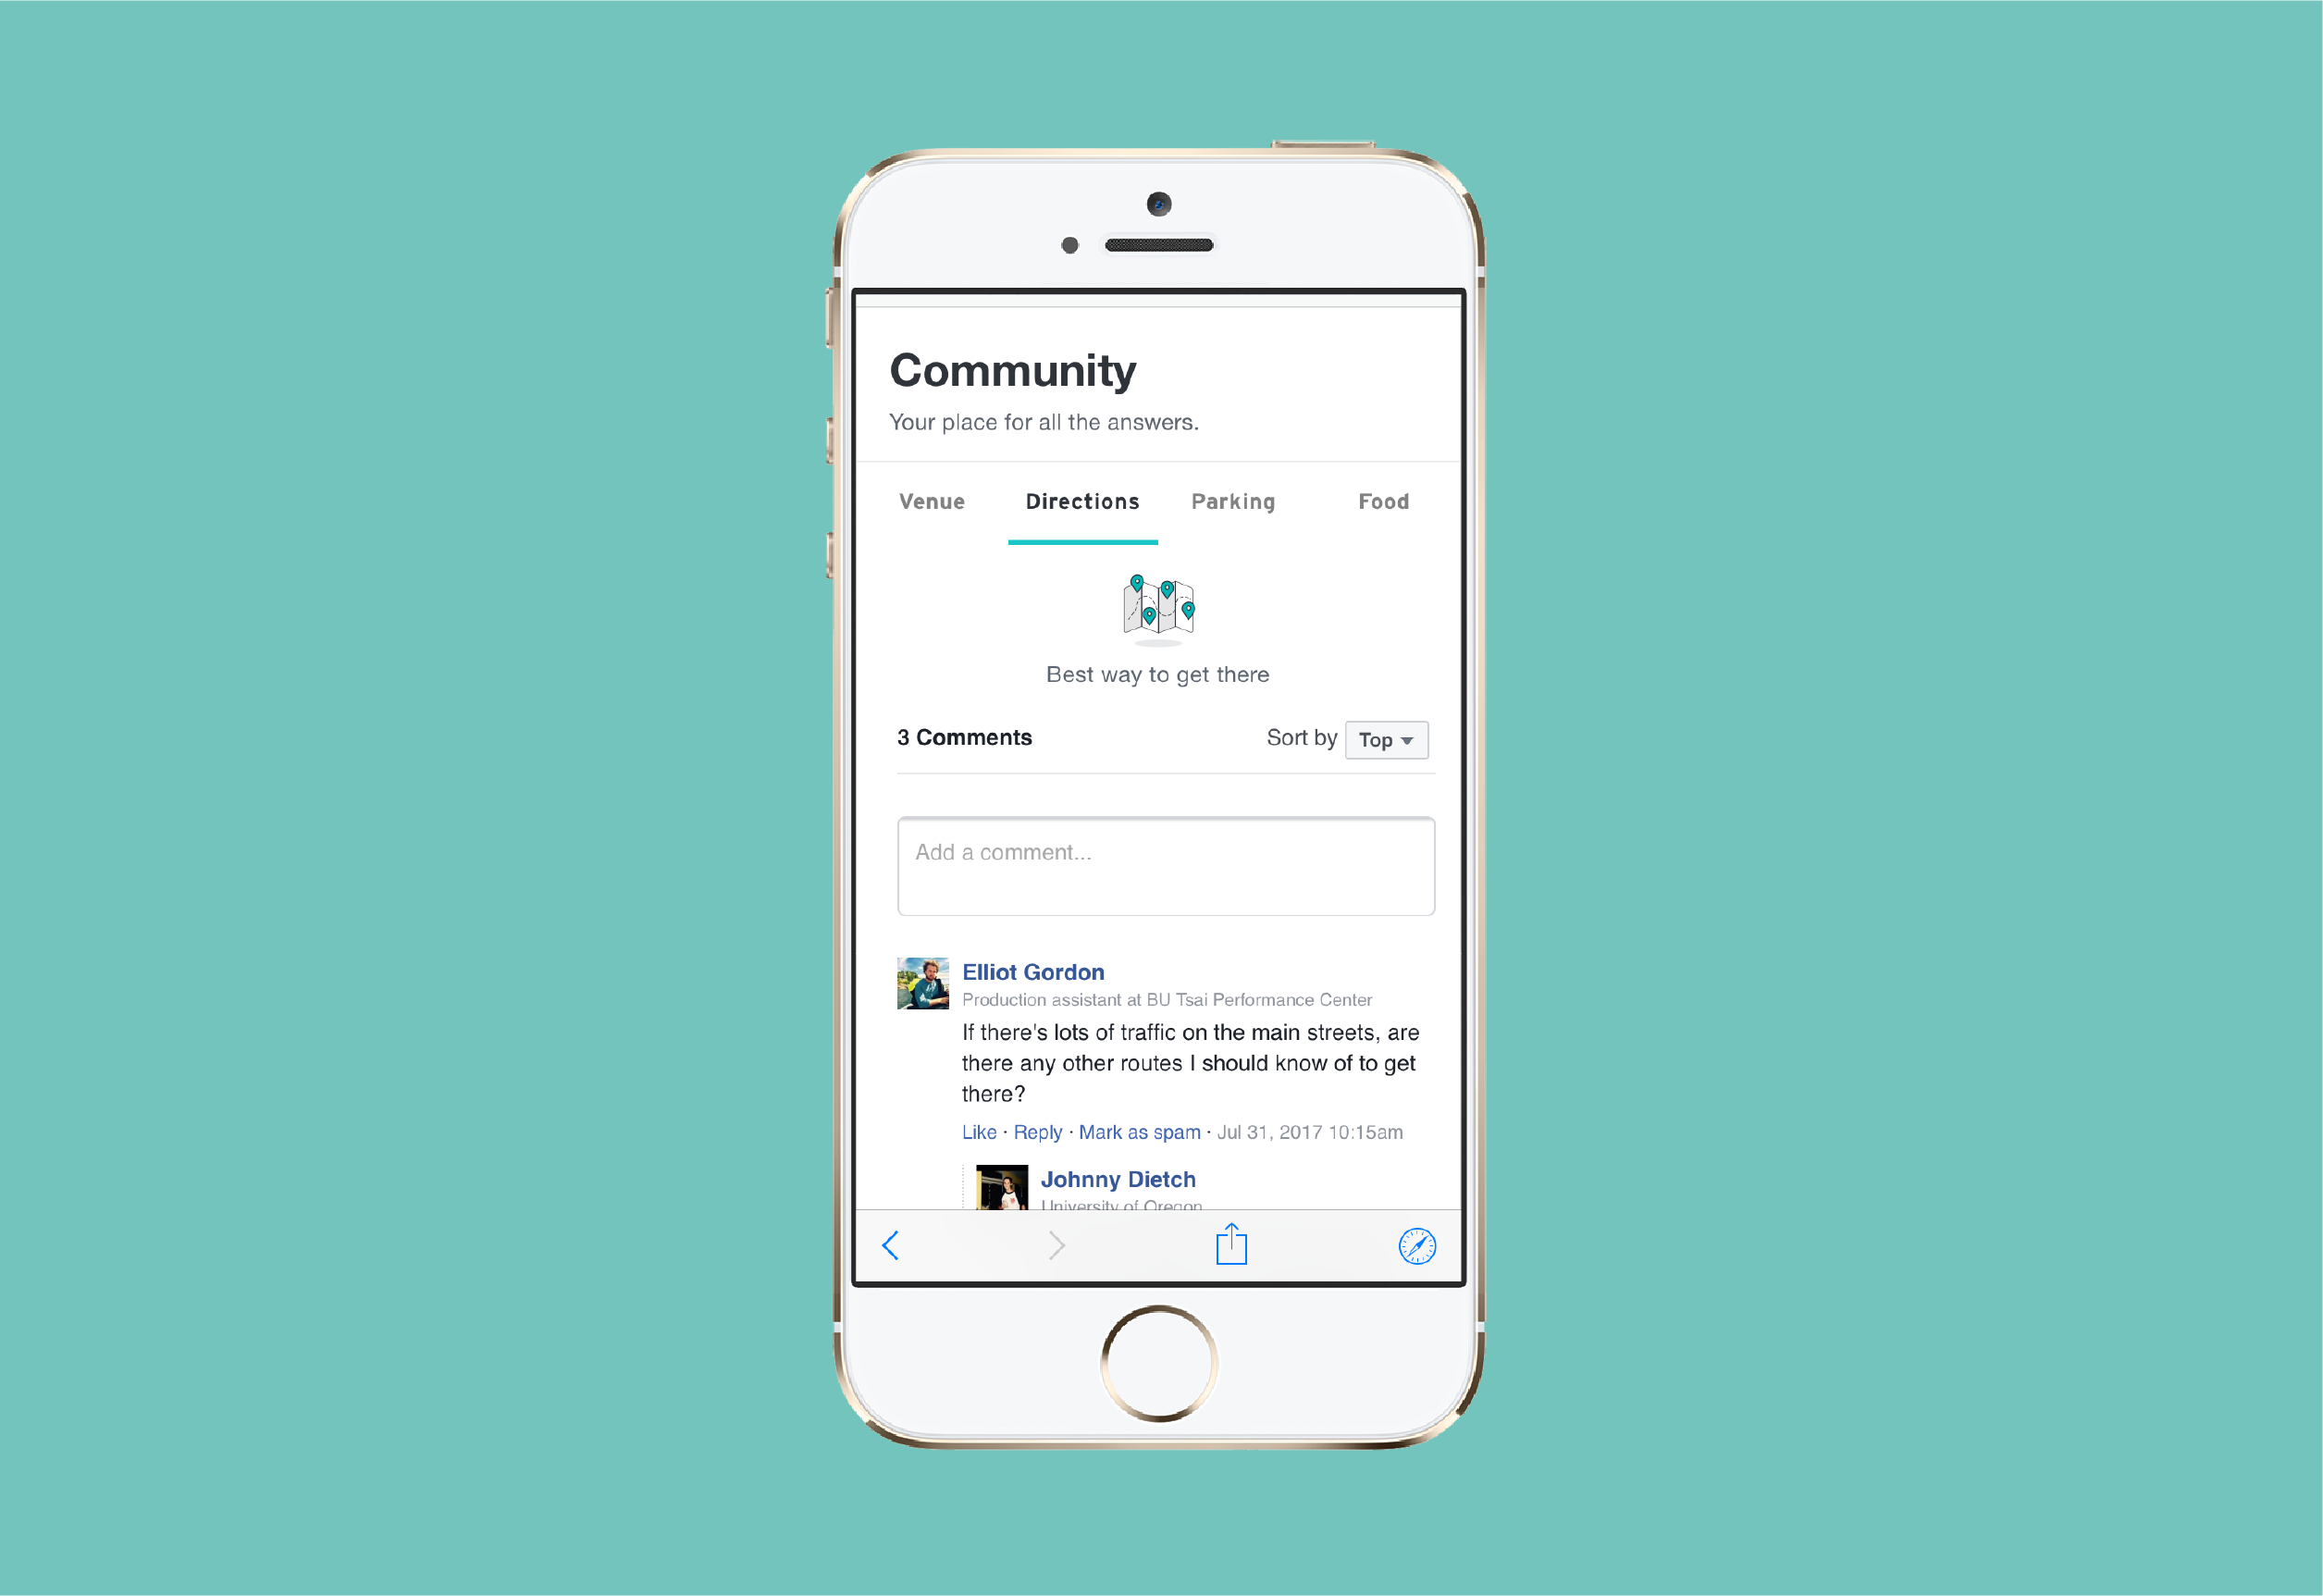 Community
Your place for all the answers.
Venue Directions Parking Food
Best way to get there
3 Comments Sort by Top
Add a comment...
Elliot Gordon
Production assistant at BU Tsai Performance Center
If there's lots of traffic on the main streets, are
there any other routes I should know of to get
there?
Like · Reply · Mark as spam · Jul 31, 2017 10:15am
Johnny Dietch
University of Oregon